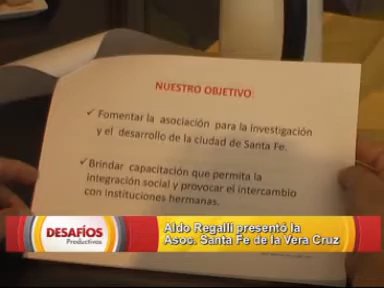 NUESTRO OBJETIVO:
✓ Fomentar la asociación para la investigación
y el desarrollo de la ciudad de Santa Fe.
✓ Brindar capacitación que permita la
integración social y provocar el intercambio
con Instituciones hermanas.
DESAFÍOS
Productivos
Aldo Regalli presentó la
Asoc. Santa Fe de la Vera Cruz